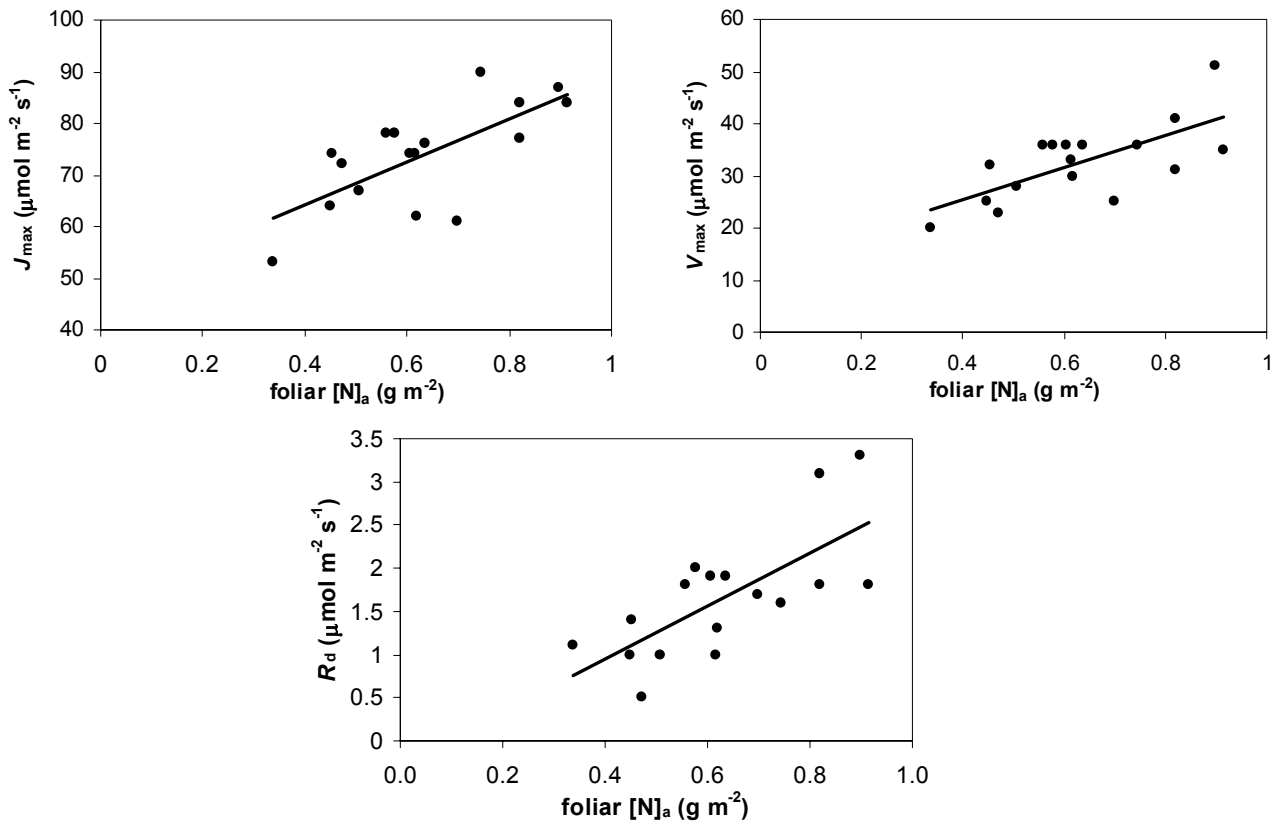 100
90
80
70
60
50
40
J max (μmol m-2 s-1)
0 0.2 0.4 0.6 0.8 1
foliar [N]a (g m-2)
60
50
40
30
20
10
0
V max (μmol m-2 s-1)
0 0.2 0.4 0.6 0.8 1
foliar [N]a (g m-2)
3.5
3
2.5
2
1.5
1
0.5
0
R d (μmol m-2 s-1)
0.0 0.2 0.4 0.6 0.8 1.0
foliar [N]a (g m-2)